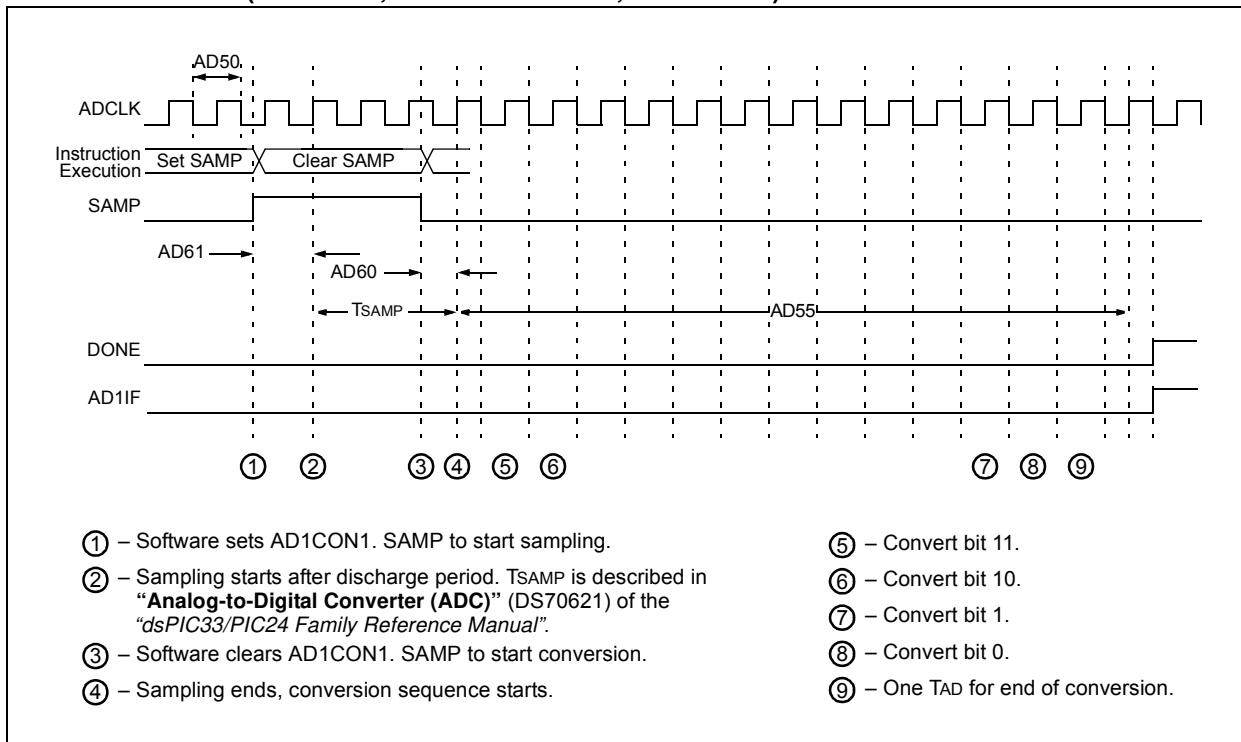 AD50
ADCLK
Instruction
Execution
Set SAMP
Clear SAMP
SAMP
AD61
AD60
TSAMP
AD55
DONE
AD1IF
1 2 3 4 5 6 7 8 9
1 – Software sets AD1CON1. SAMP to start sampling.
2 – Sampling starts after discharge period. TSAMP is described in
“Analog-to-Digital Converter (ADC)” (DS70621) of the
“dsPIC33/PIC24 Family Reference Manual”.
3 – Software clears AD1CON1. SAMP to start conversion.
4 – Sampling ends, conversion sequence starts.
5 – Convert bit 11.
6 – Convert bit 10.
7 – Convert bit 1.
8 – Convert bit 0.
9 – One TAD for end of conversion.